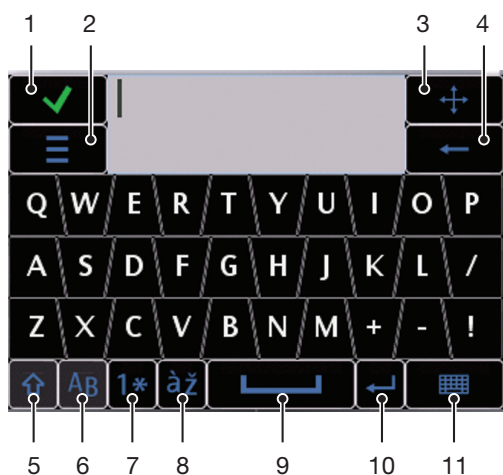 1 2 3 4
Q W E R T Y U I O P
A S D F G H J K L /
Z X C V B N M + - !
AB 1* àž
5 6 7 8 9 10 11